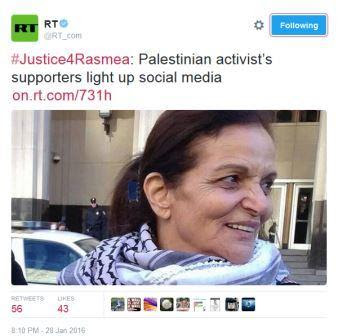 RT
RT
@RT_com
Following
#Justice4Rasmea: Palestinian activist's
supporters light up social media
on.rt.com/731h
RETWEETS
LIKES
56
43
8:10 PM - 28 Jan 2016